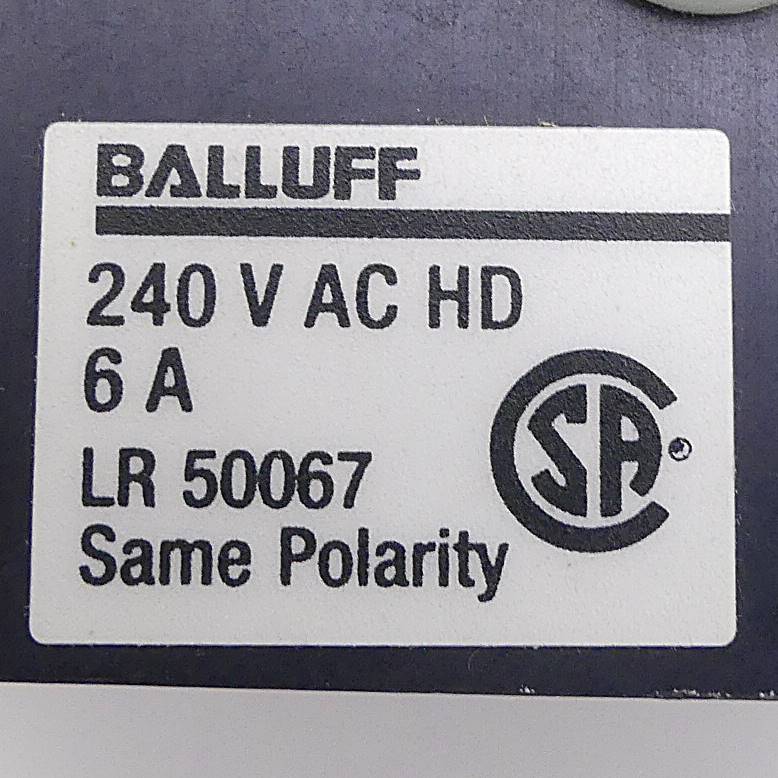 BALLUFF
240 V AC HD
6 A
LR 50067
Same Polarity
CSA